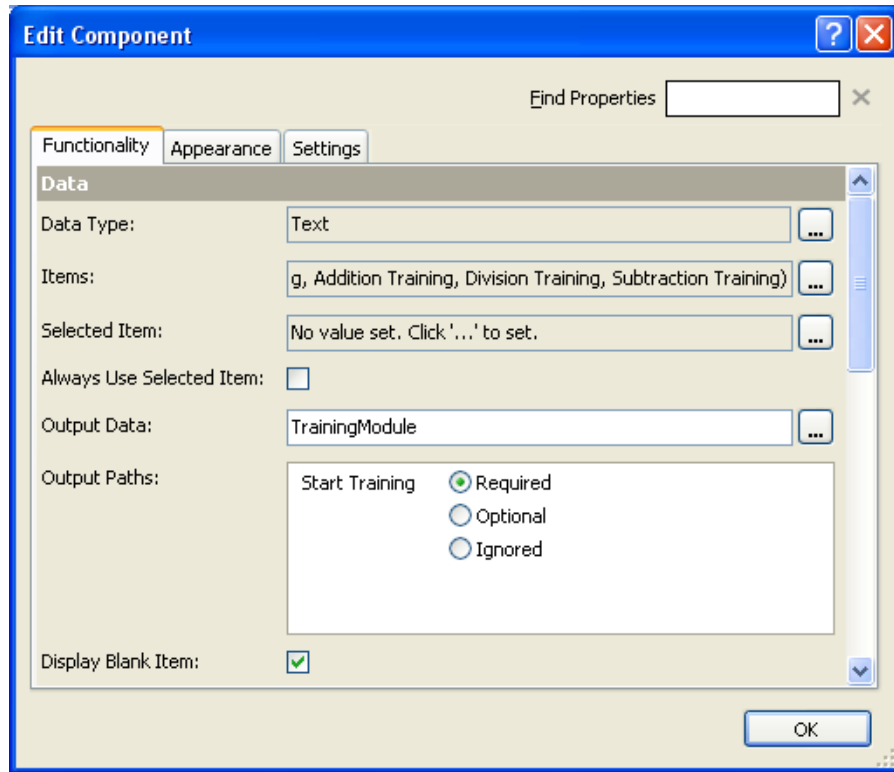 Edit Component
Find Properties
Functionality Appearance Settings
Data
Data Type: Text ...
Items: g, Addition Training, Division Training, Subtraction Training) ...
Selected Item: No value set. Click '...' to set. ...
Always Use Selected Item:
Output Data: TrainingModule ...
Output Paths: Start Training Required
Optional
Ignored
Display Blank Item:
OK